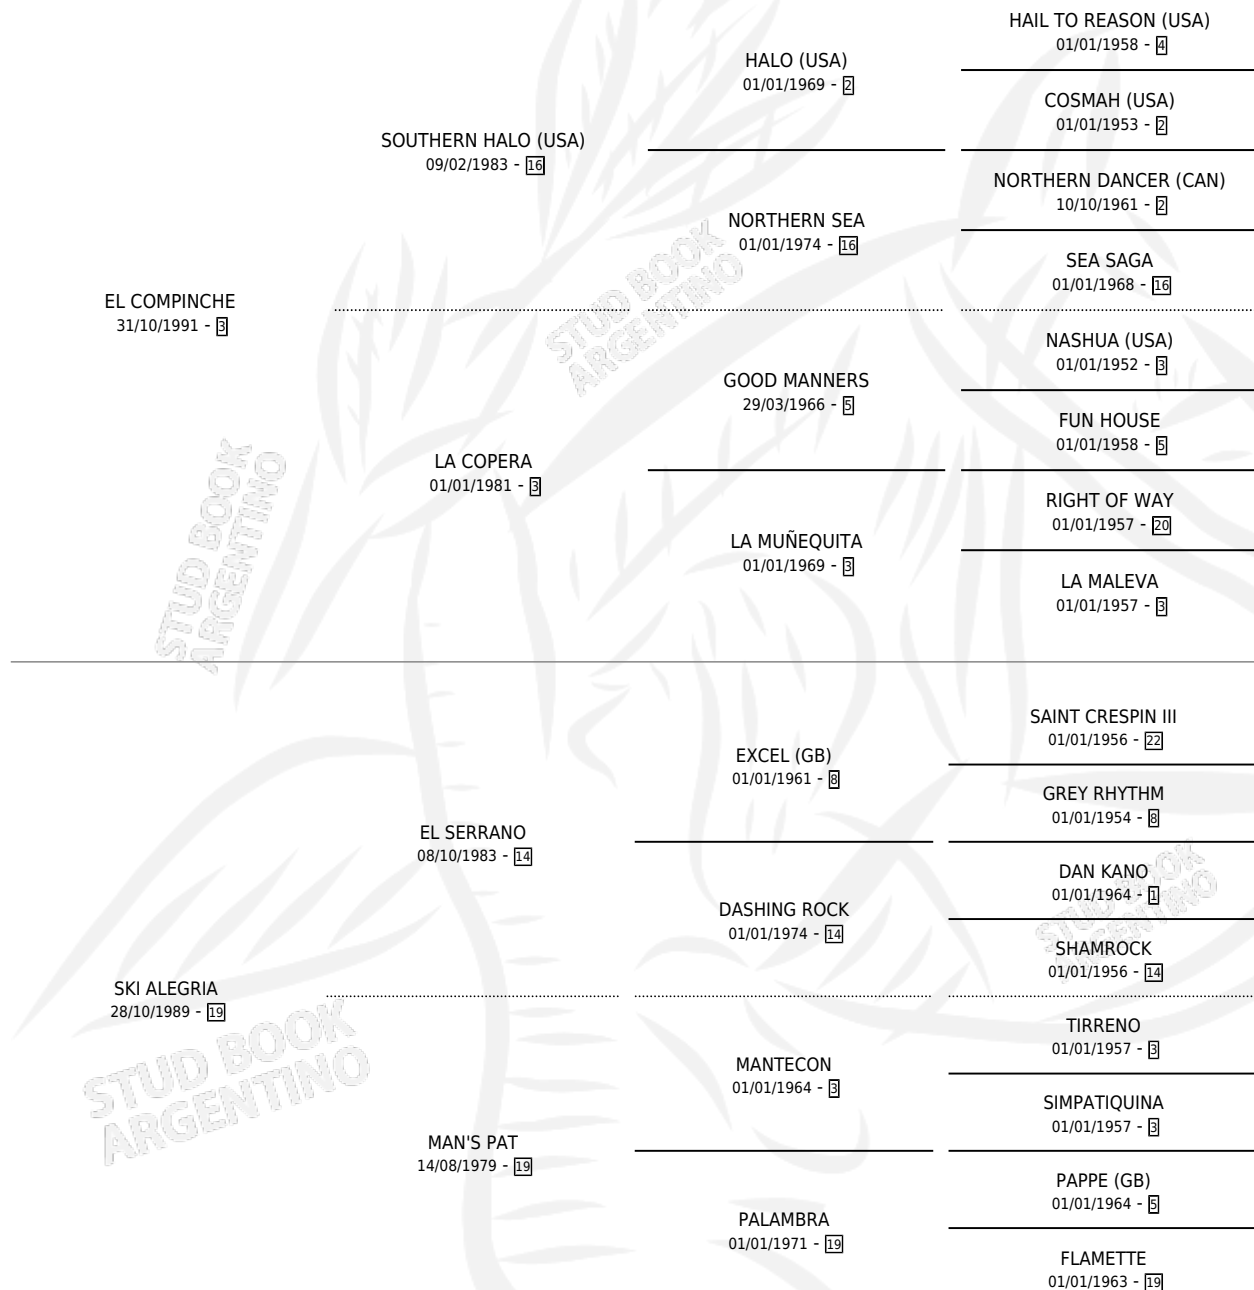 HAIL TO REASON (USA)
01/01/1958 - 4
HALO (USA)
01/01/1969 - 2
COSMAH (USA)
01/01/1953 - 2
SOUTHERN HALO (USA)
09/02/1983 - 16
NORTHERN DANCER (CAN)
10/10/1961 - 2
NORTHERN SEA
01/01/1974 - 16
SEA SAGA
01/01/1968 - 16
EL COMPINCHE
31/10/1991 - 3
NASHUA (USA)
01/01/1952 - 3
GOOD MANNERS
29/03/1966 - 5
FUN HOUSE
01/01/1958 - 5
LA COPERA
01/01/1981 - 3
RIGHT OF WAY
01/01/1957 - 20
LA MUÑEQUITA
01/01/1969 - 3
LA MALEVA
01/01/1957 - 3
SAINT CRESPIN III
01/01/1956 - 22
EXCEL (GB)
01/01/1961 - 8
GREY RHYTHM
01/01/1954 - 8
EL SERRANO
08/10/1983 - 14
DAN KANO
01/01/1964 - 1
DASHING ROCK
01/01/1974 - 14
SHAMROCK
01/01/1956 - 14
SKI ALEGRIA
28/10/1989 - 19
TIRRENO
01/01/1957 - 3
MANTECON
01/01/1964 - 3
SIMPATIQUINA
01/01/1957 - 3
MAN'S PAT
14/08/1979 - 19
PAPPE (GB)
01/01/1964 - 5
PALAMBRA
01/01/1971 - 19
FLAMETTE
01/01/1963 - 19
STUD BOOK
ARGENTINO
STUD BOOK
ARGENTINO
STUD BOOK
ARGENTINO
STUD BOOK
ARGENTINO